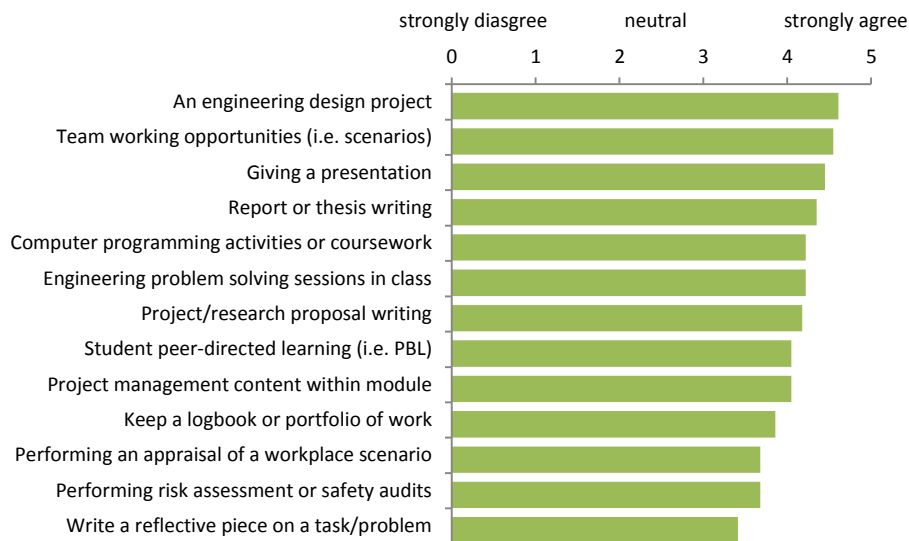 strongly diasgree neutral strongly agree
0 1 2 3 4 5
An engineering design project
Team working opportunities (i.e. scenarios)
Giving a presentation
Report or thesis writing
Computer programming activities or coursework
Engineering problem solving sessions in class
Project/research proposal writing
Student peer-directed learning (i.e. PBL)
Project management content within module
Keep a logbook or portfolio of work
Performing an appraisal of a workplace scenario
Performing risk assessment or safety audits
Write a reflective piece on a task/problem